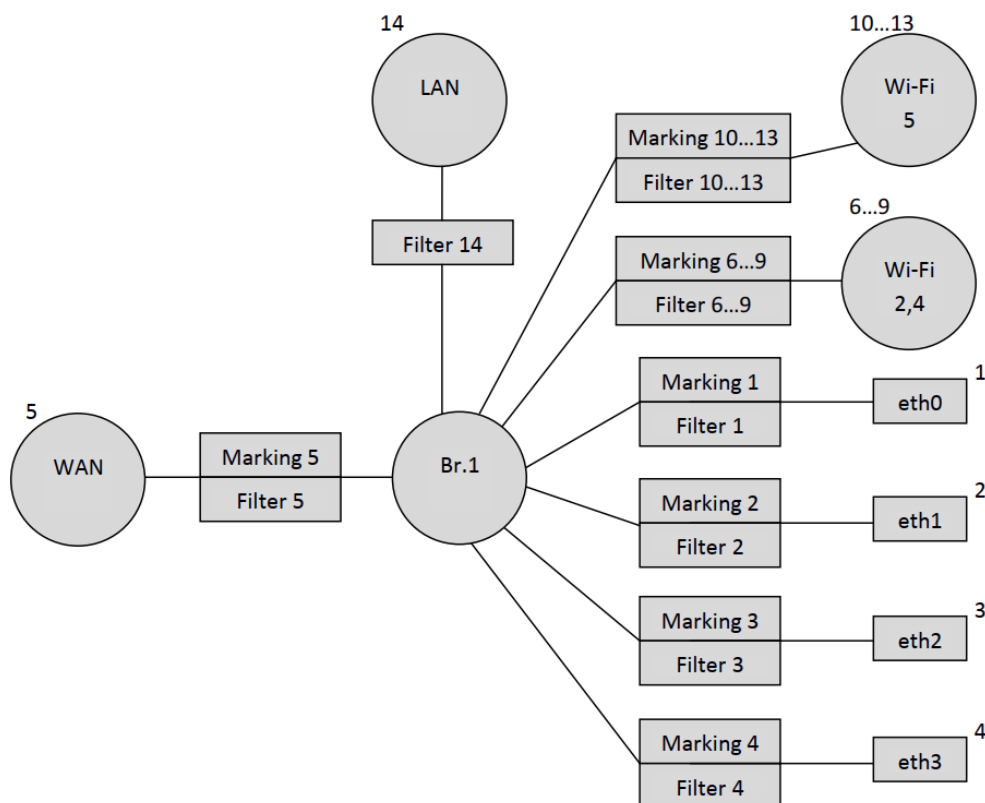 14
LAN
Filter 14
10...13
Wi-Fi
5
Marking 10...13
Filter 10...13
6...9
Wi-Fi
2,4
Marking 6...9
Filter 6...9
5
WAN
Marking 5
Filter 5
Br.1
Marking 1
Filter 1
1
eth0
Marking 2
Filter 2
2
eth1
Marking 3
Filter 3
3
eth2
Marking 4
Filter 4
4
eth3